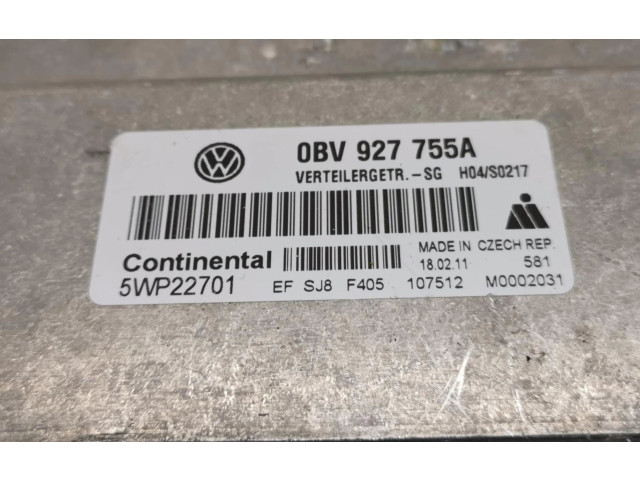 0BV 927 755A
VERTEILERGETR.-SG H04/S0217
Continental
MADE IN CZECH REP.
18.02.11 581
5WP22701 EF SJ8 F405 107512 M0002031